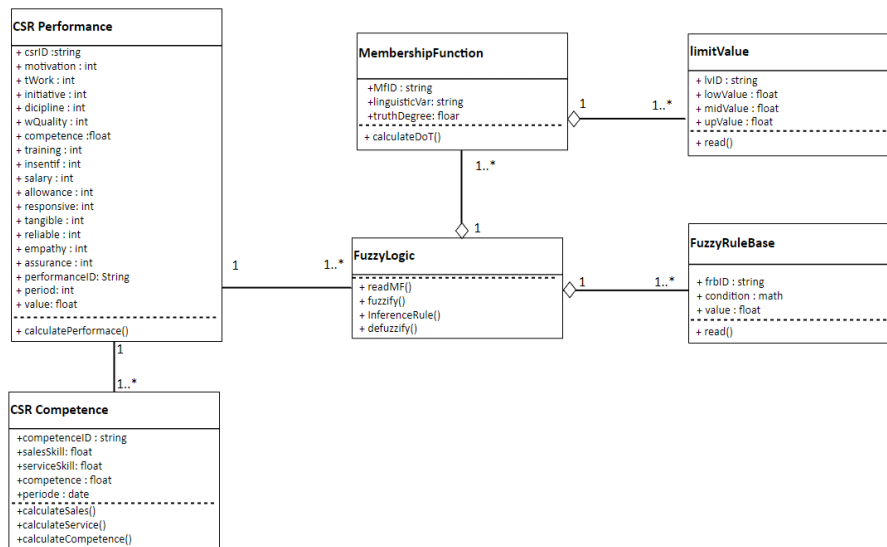 CSR Performance
+ csrID :string
+ motivation : int
+ tWork : int
+ initiative : int
+ dicipline : int
+ wQuality : int
+ competence :float
+ training : int
+ insentif : int
+ salary : int
+ allowance : int
+ responsive: int
+ tangible : int
+ reliable : int
+ empathy : int
+ assurance : int
+ performanceID: String
+ period: int
+ value: float
+ calculatePerformace()
1
1..*
1
1..*
CSR Competence
+competenceID : string
+salesSkill: float
+serviceSkill: float
+competence : float
+periode : date
+calculateSales()
+calculateService()
+calculateCompetence()
MembershipFunction
+MfID : string
+linguisticVar: string
+truthDegree: floar
+ calculateDoT()
1
1..*
1..*
1
FuzzyLogic
+ readMF()
+ fuzzify()
+ InferenceRule()
+ defuzzify()
1
1..*
limitValue
+ lvID : string
+ lowValue : float
+ midValue : float
+ upValue : float
+ read()
FuzzyRuleBase
+ frbID : string
+ condition : math
+ value : float
+ read()